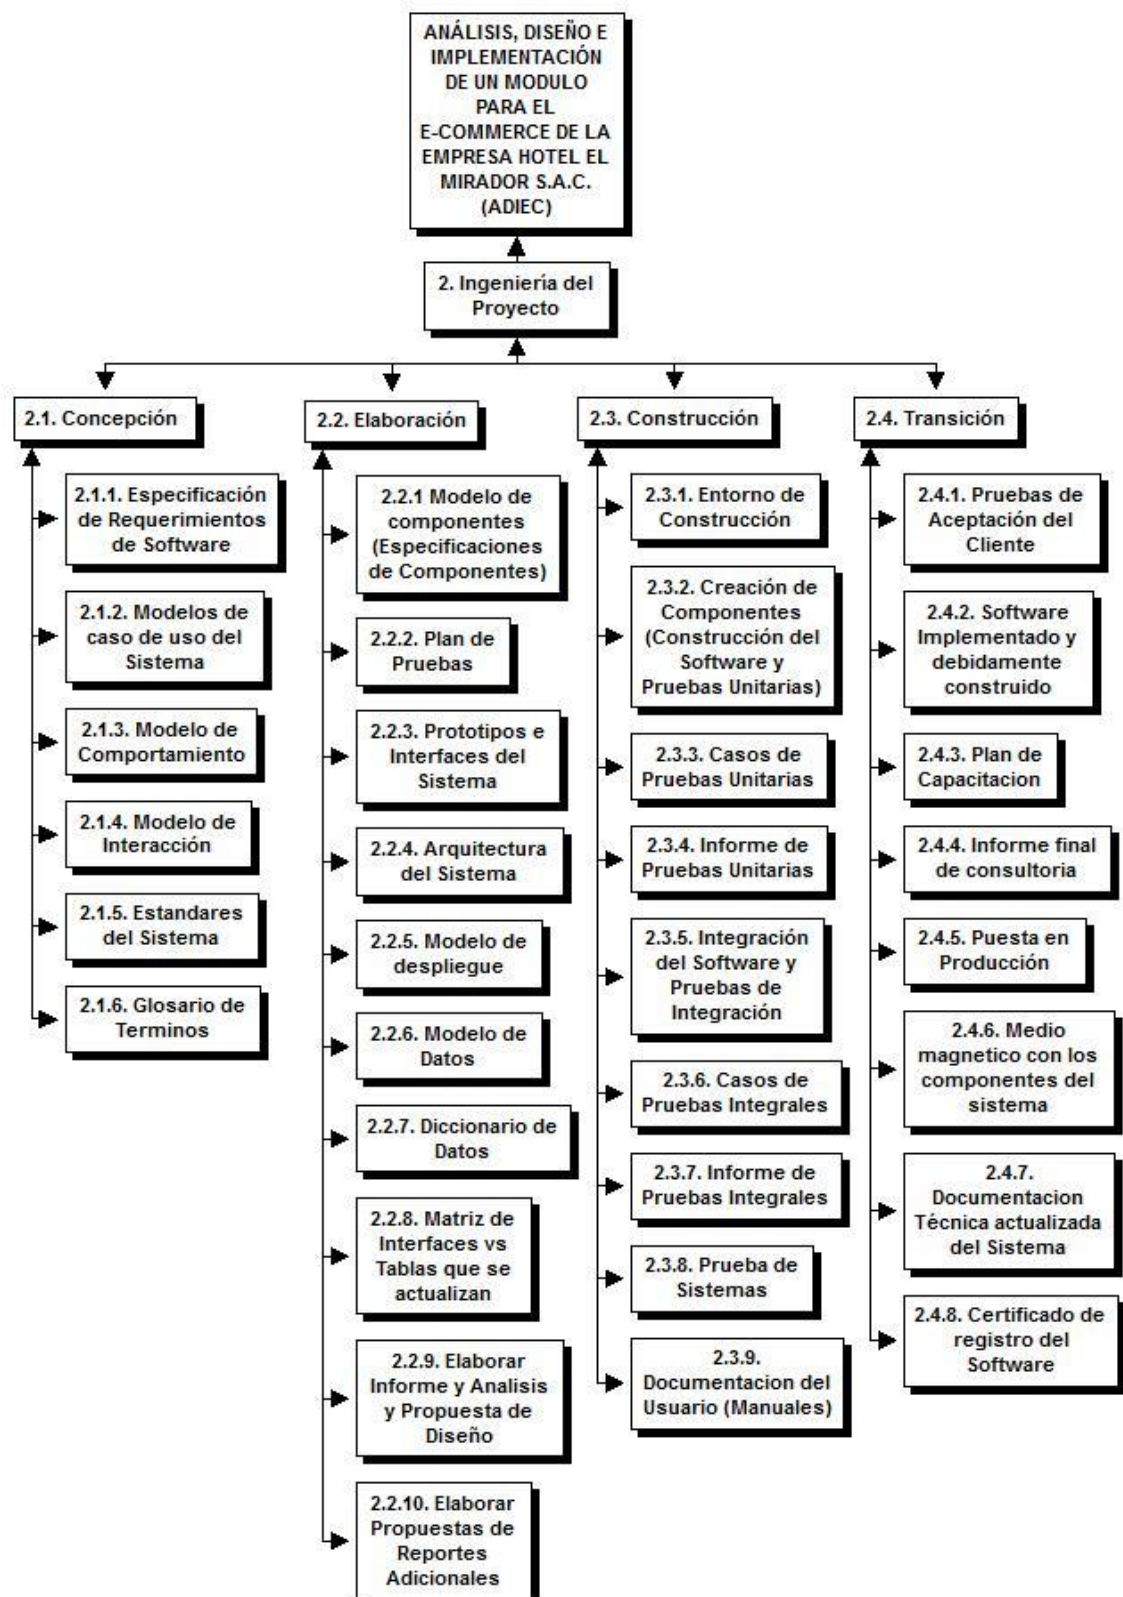 ANÁLISIS, DISEÑO E
IMPLEMENTACIÓN
DE UN MODULO
PARA EL
E-COMMERCE DE LA
EMPRESA HOTEL EL
MIRADOR S.A.C.
(ADIEC)
2. Ingeniería del
Proyecto
2.1. Concepción
2.1.1. Especificación
de Requerimientos
de Software
2.1.2. Modelos de
caso de uso del
Sistema
2.1.3. Modelo de
Comportamiento
2.1.4. Modelo de
Interacción
2.1.5. Estandares
del Sistema
2.1.6. Glosario de
Terminos
2.2. Elaboración
2.2.1 Modelo de
componentes
(Especificaciones
de Componentes)
2.2.2. Plan de
Pruebas
2.2.3. Prototipos e
Interfaces del
Sistema
2.2.4. Arquitectura
del Sistema
2.2.5. Modelo de
despliegue
2.2.6. Modelo de
Datos
2.2.7. Diccionario de
Datos
2.2.8. Matriz de
Interfaces vs
Tablas que se
actualizan
2.2.9. Elaborar
Informe y Analisis
y Propuesta de
Diseño
2.2.10. Elaborar
Propuestas de
Reportes
Adicionales
2.3. Construcción
2.3.1. Entorno de
Construcción
2.3.2. Creación de
Componentes
(Construcción del
Software y
Pruebas Unitarias)
2.3.3. Casos de
Pruebas Unitarias
2.3.4. Informe de
Pruebas Unitarias
2.3.5. Integración
del Software y
Pruebas de
Integración
2.3.6. Casos de
Pruebas Integrales
2.3.7. Informe de
Pruebas Integrales
2.3.8. Prueba de
Sistemas
2.3.9.
Documentacion del
Usuario (Manuales)
2.4. Transición
2.4.1. Pruebas de
Aceptación del
Cliente
2.4.2. Software
Implementado y
debidamente
construido
2.4.3. Plan de
Capacitacion
2.4.4. Informe final
de consultoria
2.4.5. Puesta en
Producción
2.4.6. Medio
magnetico con los
componentes del
sistema
2.4.7.
Documentacion
Técnica actualizada
del Sistema
2.4.8. Certificado de
registro del
Software